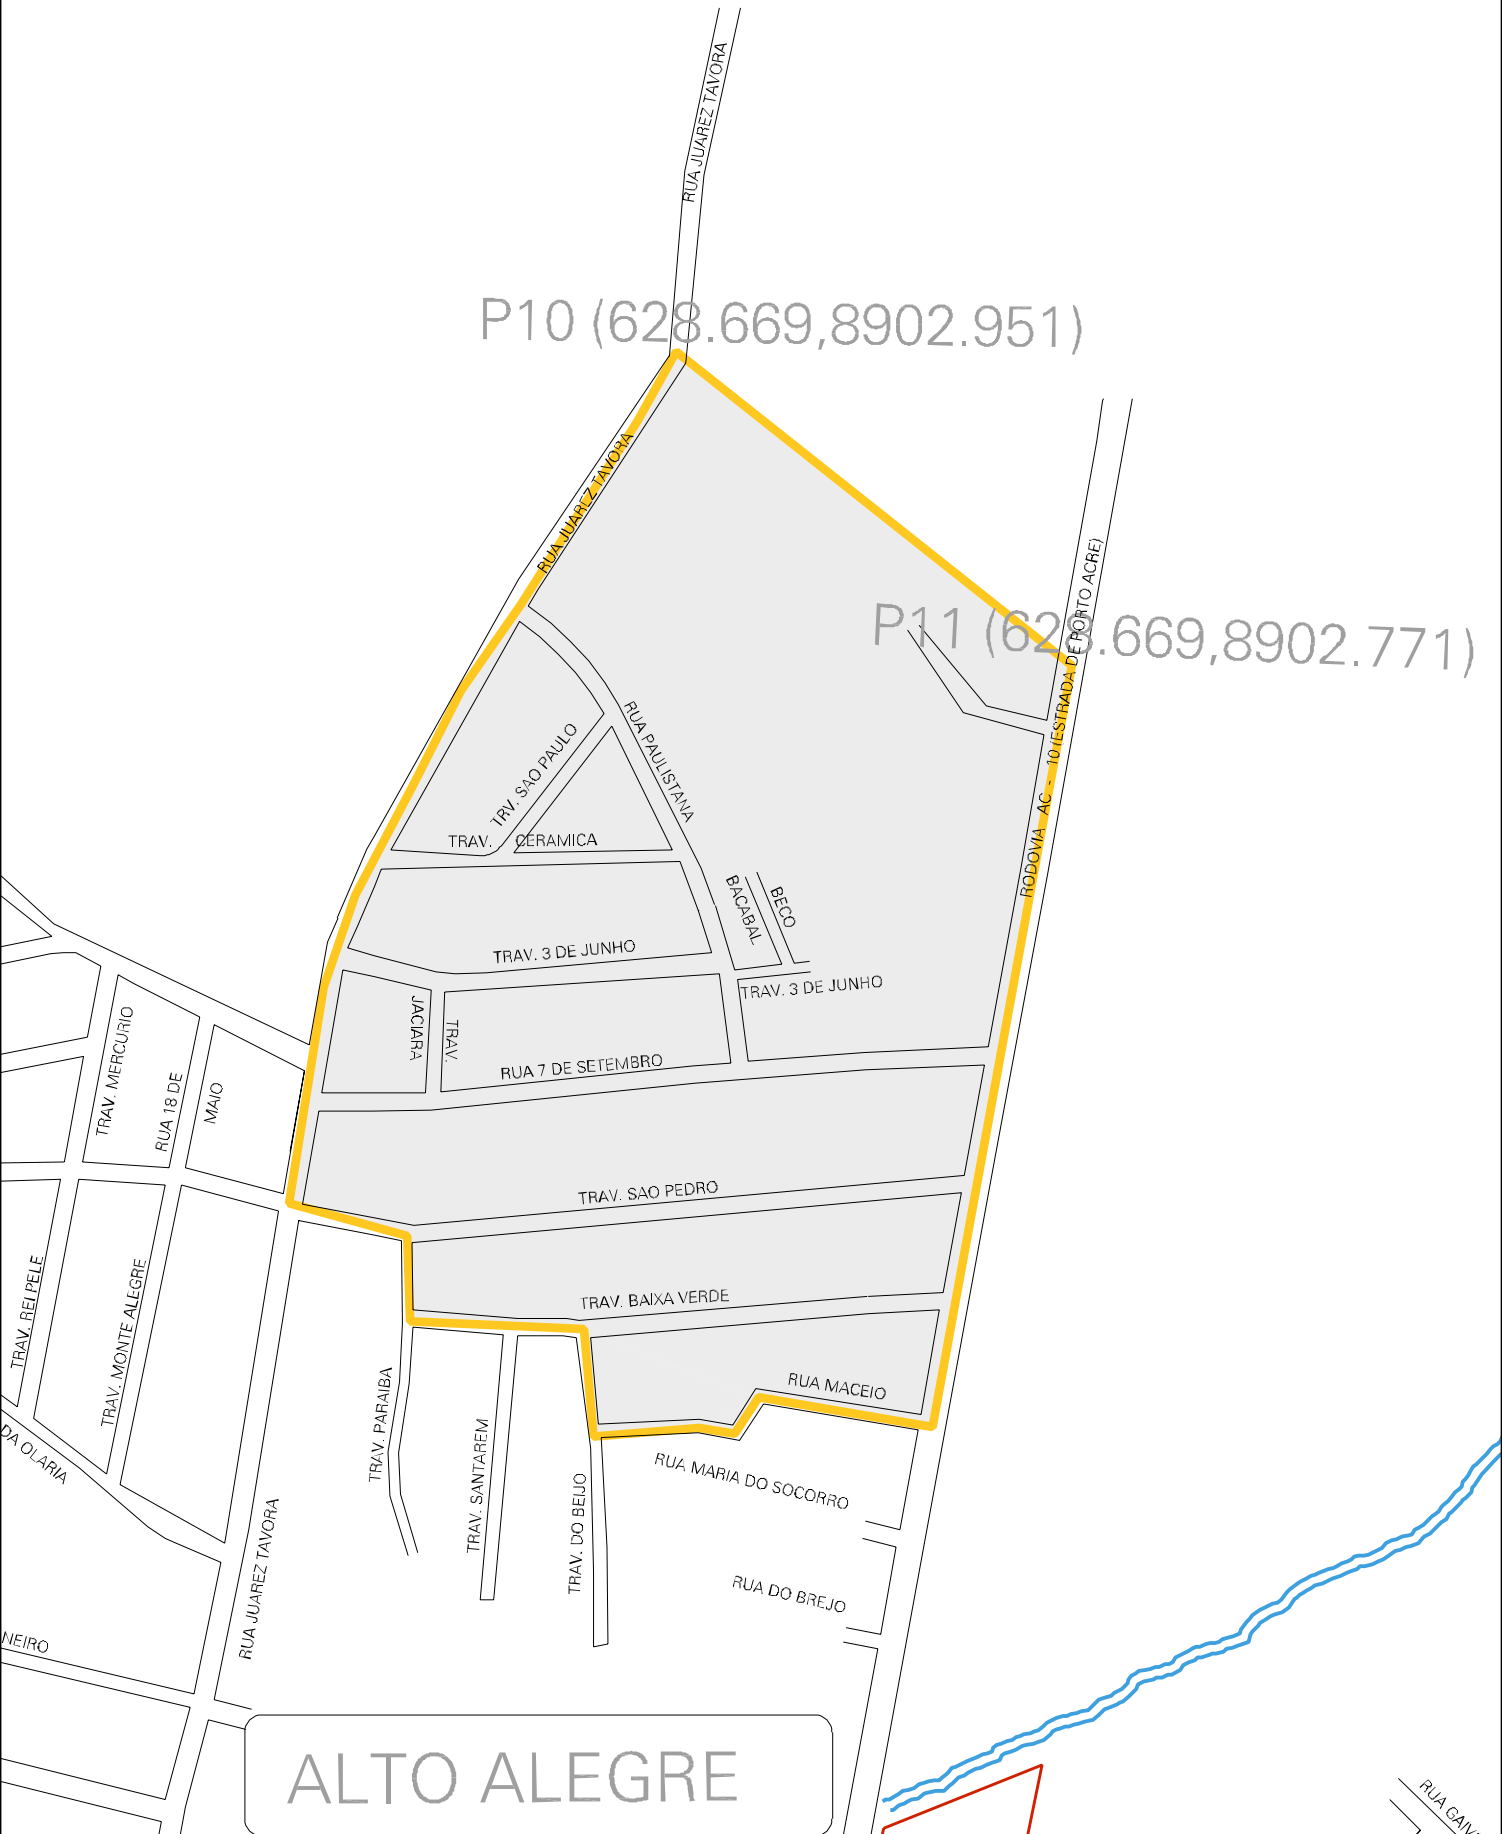 RUA JUAREZ TAVORA
P10 (628.669,8902.951)
RUA JUAREZ TAVORA
RODOVIA AC - 10 (ESTRADA DE PORTO ACRE)
P11 (628.669,8902.771)
RUA PAULISTANA
TRV. SAO PAULO
TRAV. CERAMICA
BECO
BACABAL
TRAV. 3 DE JUNHO
TRAV. 3 DE JUNHO
JACIARA
TRAV.
RUA 7 DE SETEMBRO
TRAV. MERCURIO
RUA 18 DE
MAIO
TRAV. SAO PEDRO
TRAV. REI PELE
TRAV. MONTE ALEGRE
TRAV. BAIXA VERDE
RUA MACEIO
TRAV. PARAIBA
TRAV. SANTAREM
TRAV. DO BEIJO
DA OLARIA
RUA MARIA DO SOCORRO
RUA JUAREZ TAVORA
RUA DO BREJO
NEIRO
ALTO ALEGRE
RUA GAIV